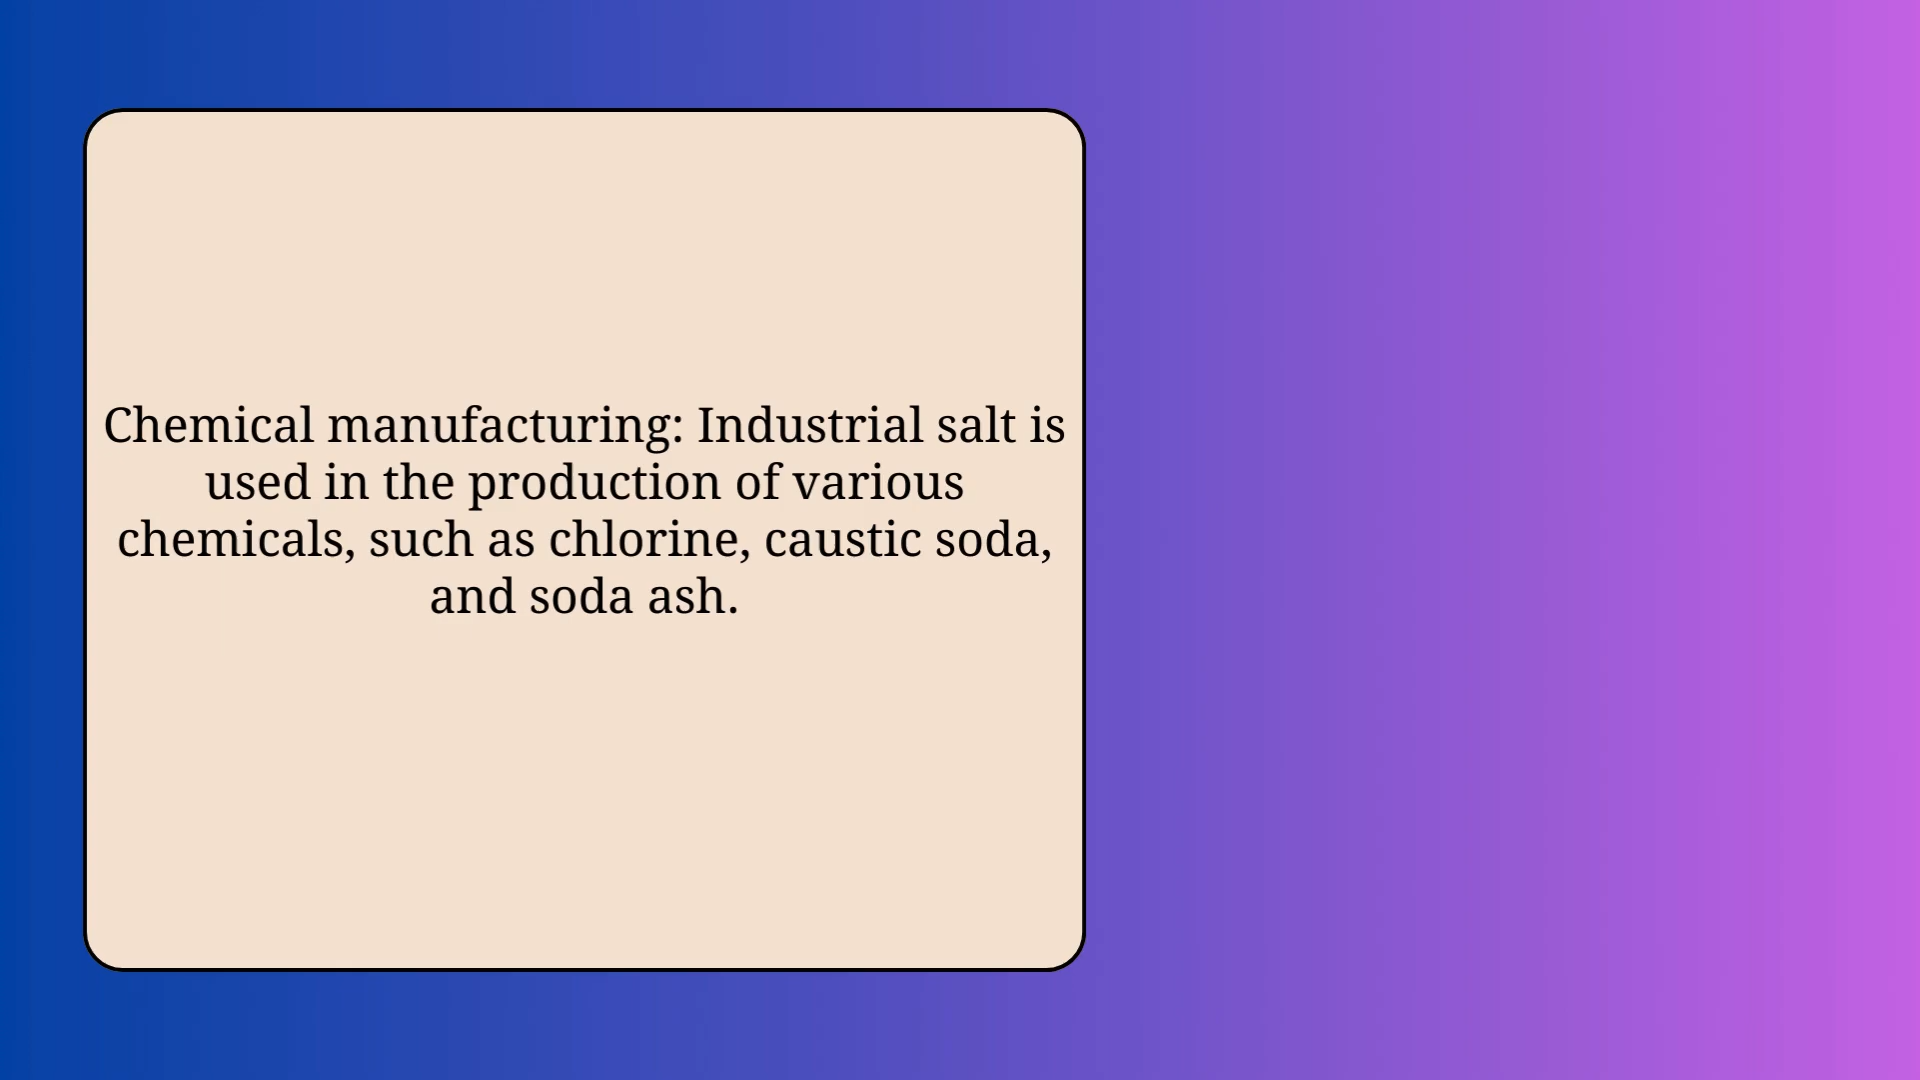 Chemical manufacturing: Industrial salt is
used in the production of various
chemicals, such as chlorine, caustic soda,
and soda ash.